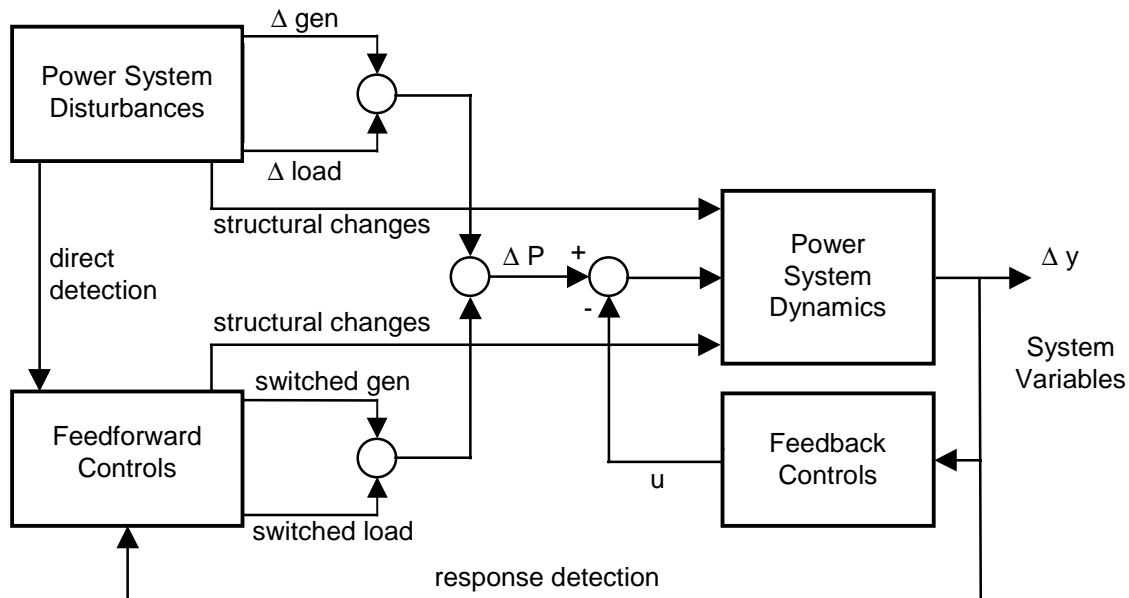 Δ gen
Power System
Disturbances
Δ load
structural changes
direct
detection
Δ P
+
-
Power
System
Dynamics
Δ y
System
Variables
structural changes
switched gen
Feedforward
Controls
switched load
u
Feedback
Controls
response detection